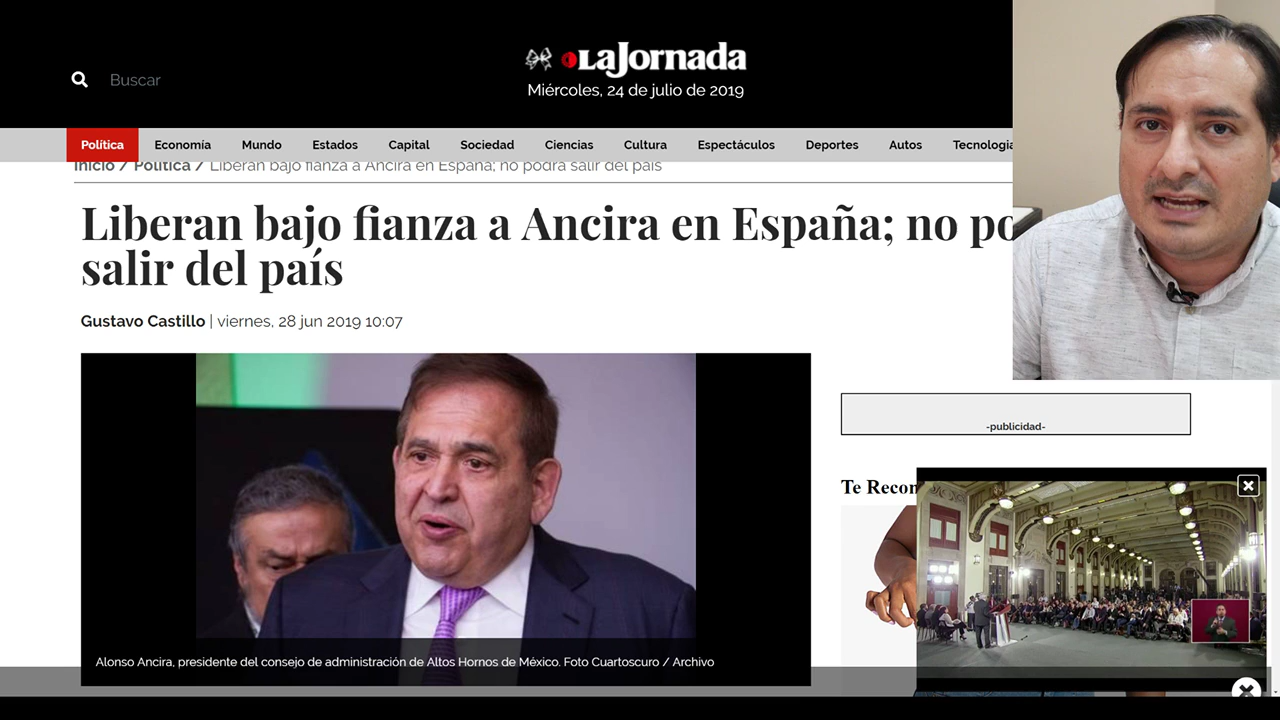 LaJornada
Miércoles, 24 de julio de 2019
Buscar
Política Economía Mundo Estados Capital Sociedad Ciencias Cultura Espectáculos Deportes Autos Tecnología
Inicio / Política / Liberan bajo fianza a Ancira en España; no podrá salir del país
Liberan bajo fianza a Ancira en España; no po
salir del país
Gustavo Castillo | viernes, 28 jun 2019 10:07
-publicidad-
Te Recon
Alonso Ancira, presidente del consejo de administración de Altos Hornos de México. Foto Cuartoscuro / Archivo